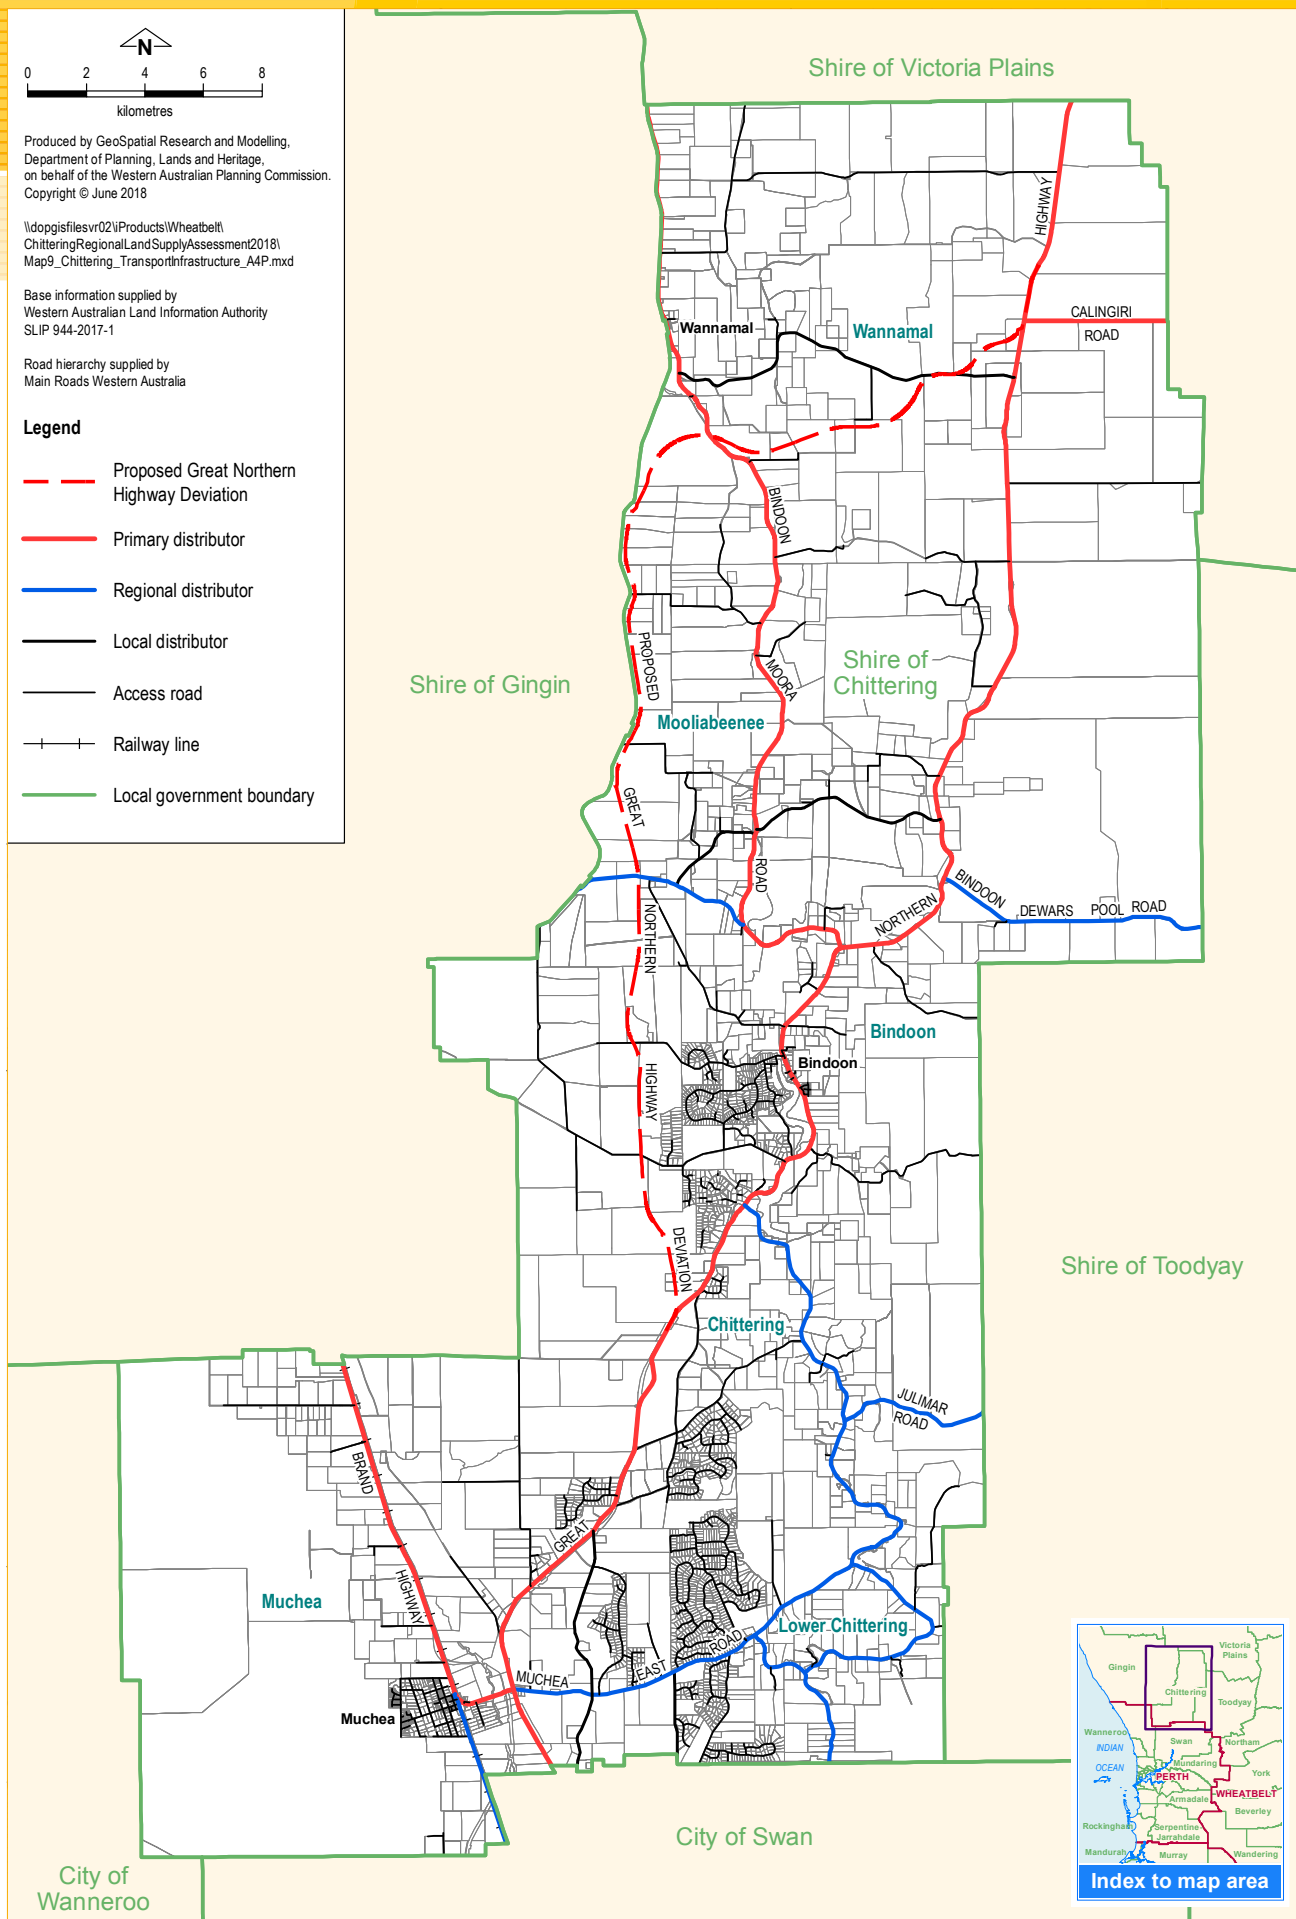 N
0 2 4 6 8
kilometres
Produced by GeoSpatial Research and Modelling,
Department of Planning, Lands and Heritage,
on behalf of the Western Australian Planning Commission.
Copyright © June 2018
\\dopgisfilesvr02\iProducts\Wheatbelt\
ChitteringRegionalLandSupplyAssessment2018\
Map9_Chittering_TransportInfrastructure_A4P.mxd
Base information supplied by
Western Australian Land Information Authority
SLIP 944-2017-1
Road hierarchy supplied by
Main Roads Western Australia
Legend
Proposed Great Northern
Highway Deviation
Primary distributor
Regional distributor
Local distributor
Access road
Railway line
Local government boundary
Shire of Victoria Plains
HIGHWAY
CALINGIRI
ROAD
Wannamal
Wannamal
BINDOON
PROPOSED
MOORA
Shire of
Chittering
Shire of Gingin
Mooliabeenee
GREAT
ROAD
BINDOON
DEWARS POOL ROAD
NORTHERN
NORTHERN
Bindoon
Bindoon
HIGHWAY
DEVIATION
Shire of Toodyay
Chittering
JULIMAR
ROAD
BRAND
GREAT
HIGHWAY
Muchea
Lower Chittering
ROAD
EAST
MUCHEA
Muchea
City of Swan
City of
Wanneroo
Victoria
Plains
Gingin
Chittering
Toodyay
Wanneroo
Swan
Northam
INDIAN
OCEAN
Mundaring
PERTH
York
WHEATBELT
Armadale
Beverley
Rockingham
Serpentine-
Jarrahdale
Mandurah
Murray
Wandering
Index to map area